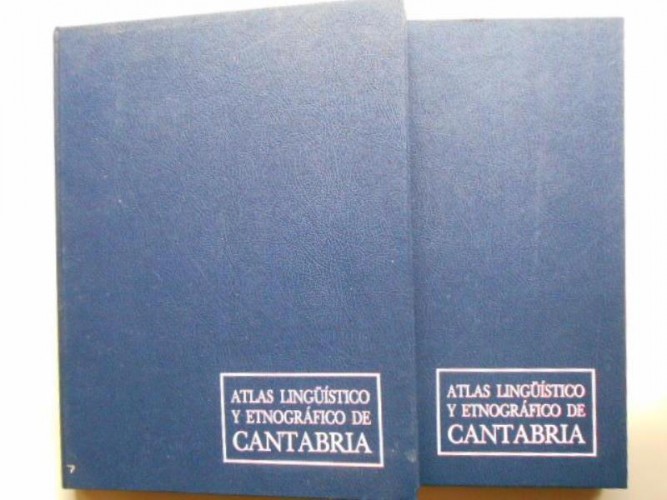 ATLAS LINGÜÍSTICO
Y ETNOGRÁFICO DE
CANTABRIA
ATLAS LINGÜÍSTICO
Y ETNOGRÁFICO DE
CANTABRIA